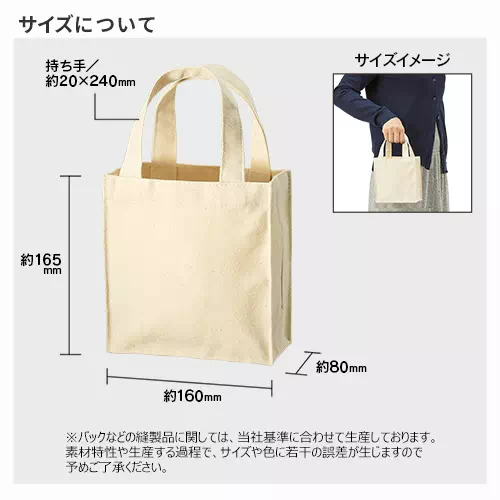 サイズについて
持ち手／
約20×240mm
サイズイメージ
約165
mm
約80mm
約160mm
※バックなどの縫製品に関しては、当社基準に合わせて生産しております。
素材特性や生産する過程で、サイズや色に若干の誤差が生じますので
予めご了承ください。